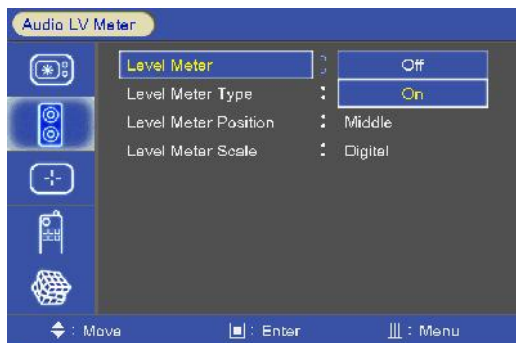 Audio LV Meter
Level Meter : Off
Level Meter Type : On
Level Meter Position : Middle
Level Meter Scale : Digital
: Move : Enter : Menu